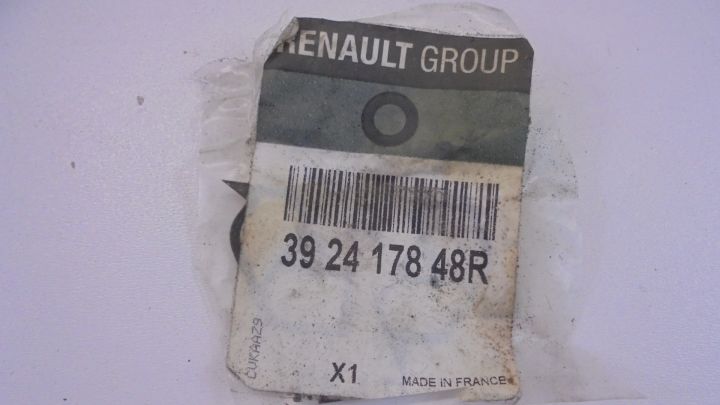 RENAULT GROUP
39 24 178 48R
CUKAAZ9
X1
MADE IN FRANCE